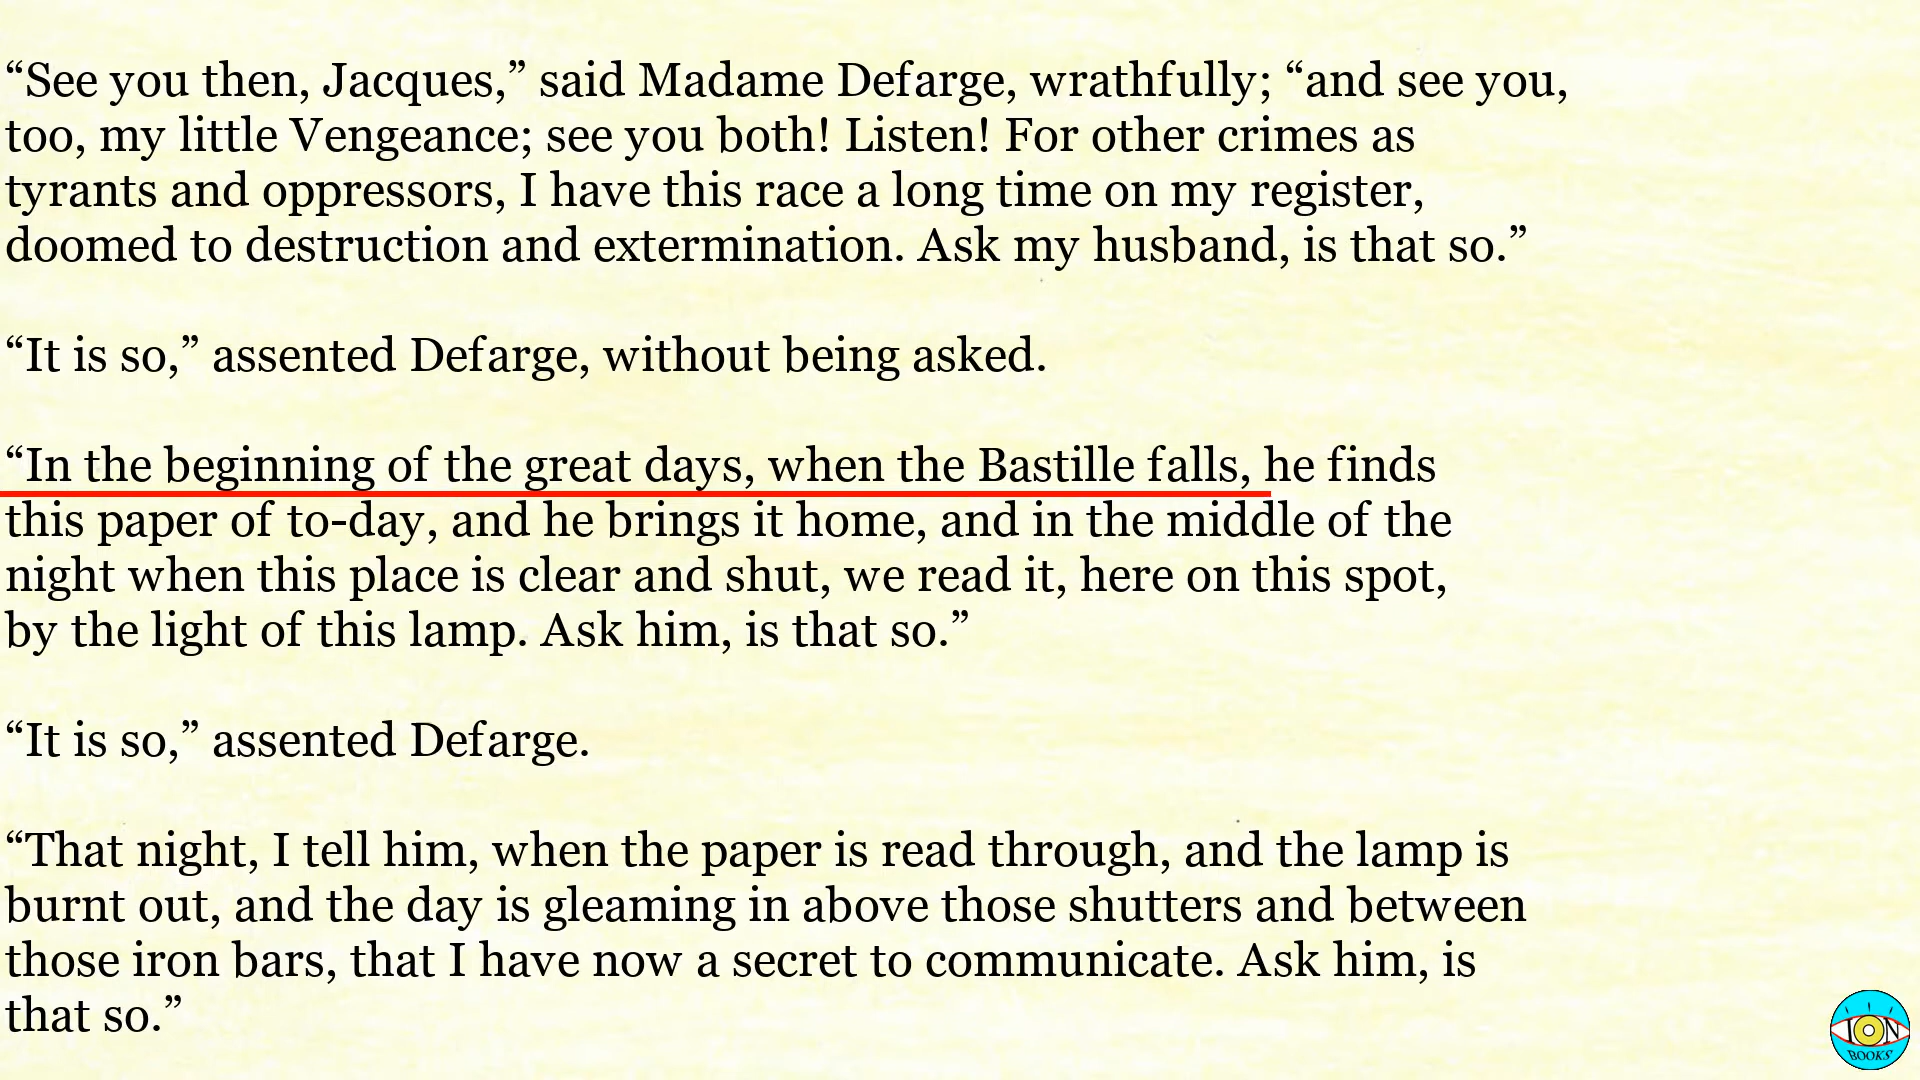 “See you then, Jacques,” said Madame Defarge, wrathfully; “and see you,
too, my little Vengeance; see you both! Listen! For other crimes as
tyrants and oppressors, I have this race a long time on my register,
doomed to destruction and extermination. Ask my husband, is that so.”
“It is so,” assented Defarge, without being asked.
“In the beginning of the great days, when the Bastille falls, he finds
this paper of to-day, and he brings it home, and in the middle of the
night when this place is clear and shut, we read it, here on this spot,
by the light of this lamp. Ask him, is that so.”
“It is so,” assented Defarge.
“That night, I tell him, when the paper is read through, and the lamp is
burnt out, and the day is gleaming in above those shutters and between
those iron bars, that I have now a secret to communicate. Ask him, is
that so.”
ION
BOOKS